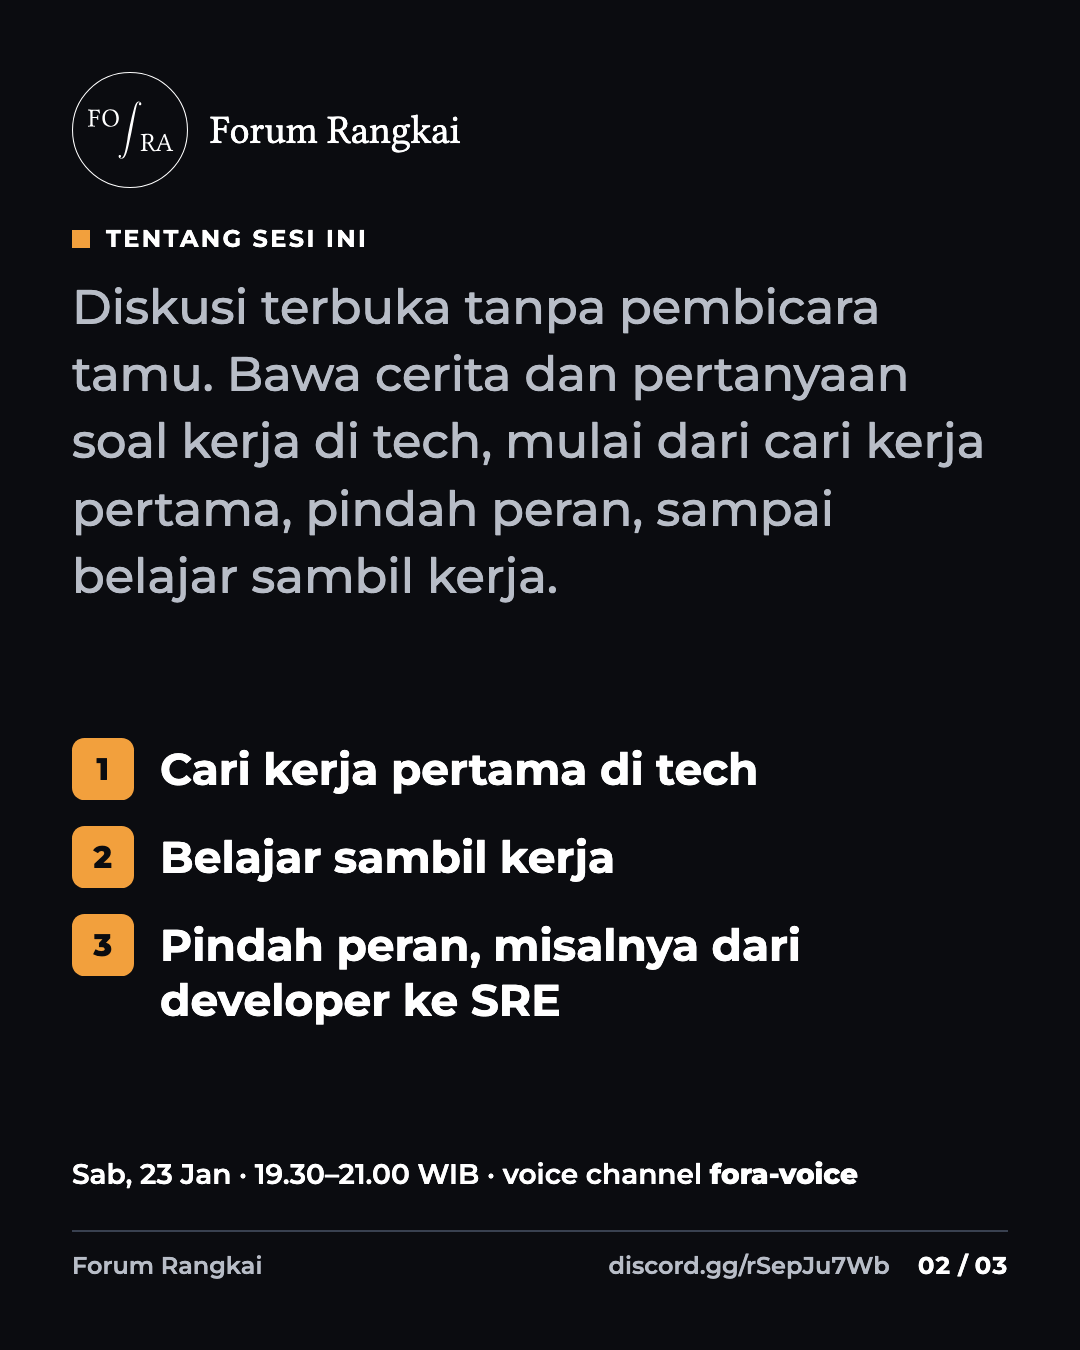 FO
RA
Forum Rangkai
TENTANG SESI INI
Diskusi terbuka tanpa pembicara
tamu. Bawa cerita dan pertanyaan
soal kerja di tech, mulai dari cari kerja
pertama, pindah peran, sampai
belajar sambil kerja.
1 Cari kerja pertama di tech
2 Belajar sambil kerja
3 Pindah peran, misalnya dari
developer ke SRE
Sab, 23 Jan · 19.30–21.00 WIB · voice channel fora-voice
Forum Rangkai discord.gg/rSepJu7Wb 02 / 03